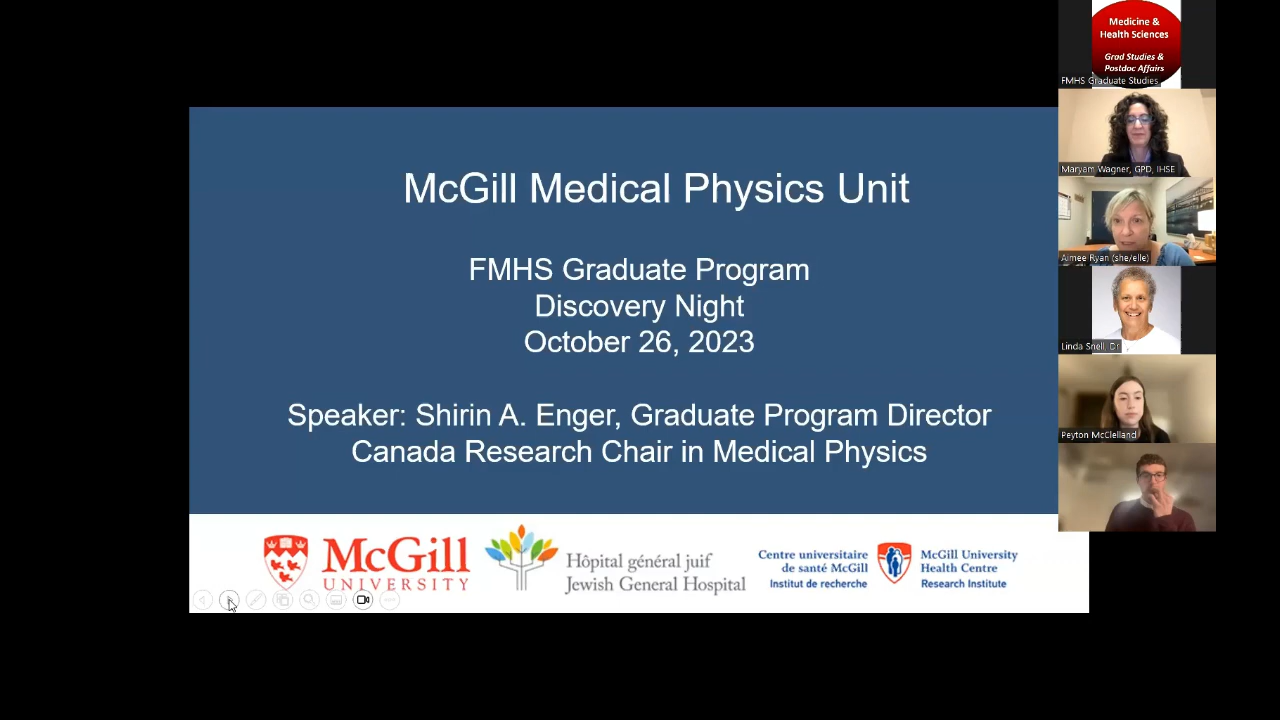 McGill Medical Physics Unit
FMHS Graduate Program
Discovery Night
October 26, 2023
Speaker: Shirin A. Enger, Graduate Program Director
Canada Research Chair in Medical Physics
McGill
UNIVERSITY
Hôpital général juif
Jewish General Hospital
Centre universitaire
de santé McGill
Institut de recherche
McGill University
Health Centre
Research Institute
Medicine &
Health Sciences
Grad Studies &
Postdoc Affairs
FMHS Graduate Studies
Maryam Wagner, GPD, IHSE
Aimee Ryan (she/elle)
Linda Snell, Dr
Peyton McClelland